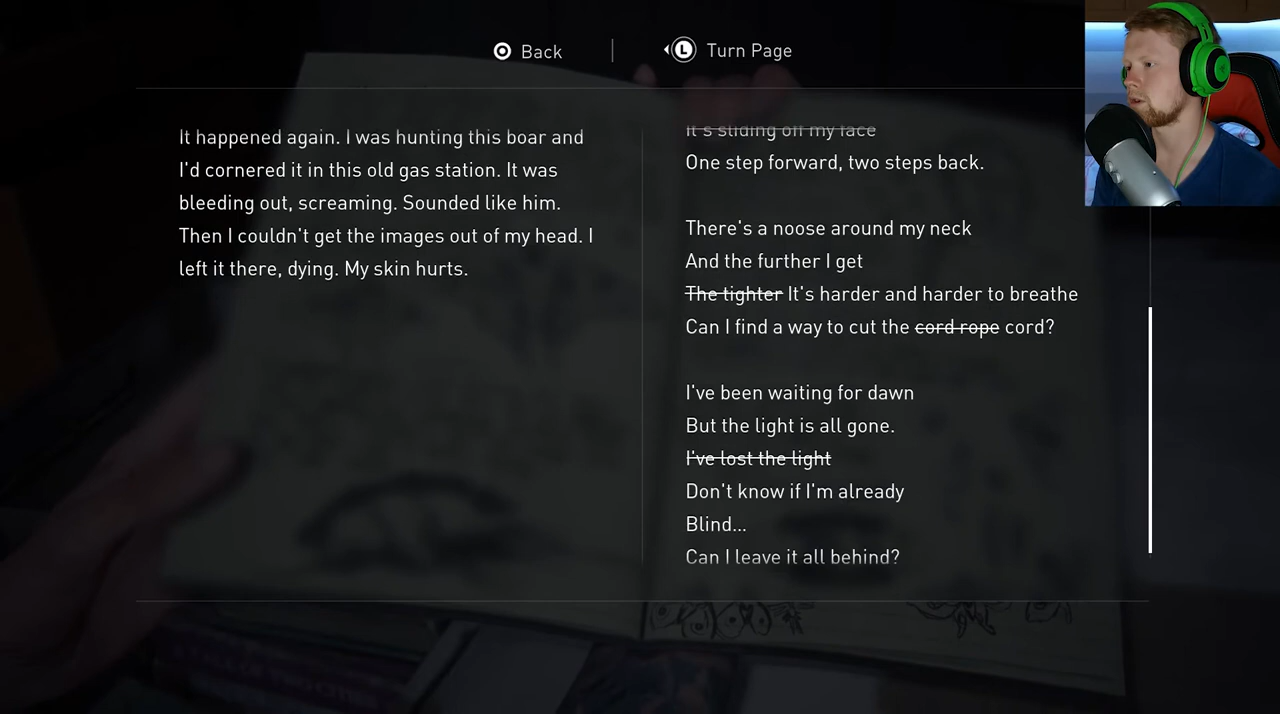 Back
L Turn Page
It happened again. I was hunting this boar and
I'd cornered it in this old gas station. It was
bleeding out, screaming. Sounded like him.
Then I couldn't get the images out of my head. I
left it there, dying. My skin hurts.
It's sliding off my face
One step forward, two steps back.
There's a noose around my neck
And the further I get
The tighter It's harder and harder to breathe
Can I find a way to cut the cord rope cord?
I've been waiting for dawn
But the light is all gone.
I've lost the light
Don't know if I'm already
Blind...
Can I leave it all behind?